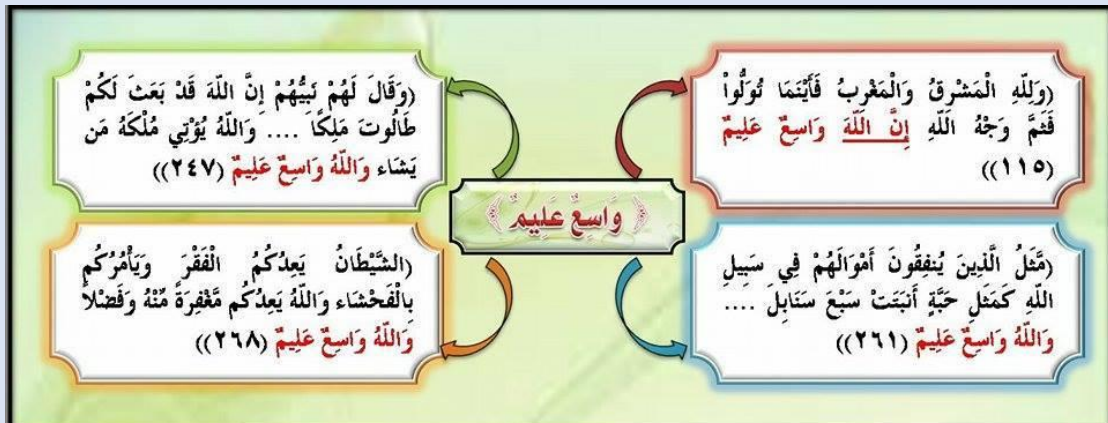 (وَلِلّهِ الْمَشْرِقُ وَالْمَغْرِبُ فَأَيْنَمَا تُوَلُّواْ
فَثَمَّ وَجْهُ اللّهِ إِنَّ اللّهَ وَاسِعٌ عَلِيمٌ
(١١٥))
(وَقَالَ لَهُمْ نَبِيُّهُمْ إِنَّ اللّهَ قَدْ بَعَثَ لَكُمْ
طَالُوتَ مَلِكًا .... وَاللّهُ يُؤْتِي مُلْكَهُ مَن
يَشَاء وَاللّهُ وَاسِعٌ عَلِيمٌ (٢٤٧))
﴿ وَاسِعٌ عَلِيمٌ ﴾
(مَّثَلُ الَّذِينَ يُنفِقُونَ أَمْوَالَهُمْ فِي سَبِيلِ
اللّهِ كَمَثَلِ حَبَّةٍ أَنبَتَتْ سَبْعَ سَنَابِلَ ....
وَاللّهُ وَاسِعٌ عَلِيمٌ (٢٦١))
(الشَّيْطَانُ يَعِدُكُمُ الْفَقْرَ وَيَأْمُرُكُم
بِالْفَحْشَاء وَاللّهُ يَعِدُكُم مَّغْفِرَةً مِّنْهُ وَفَضْلاً
وَاللّهُ وَاسِعٌ عَلِيمٌ (٢٦٨))